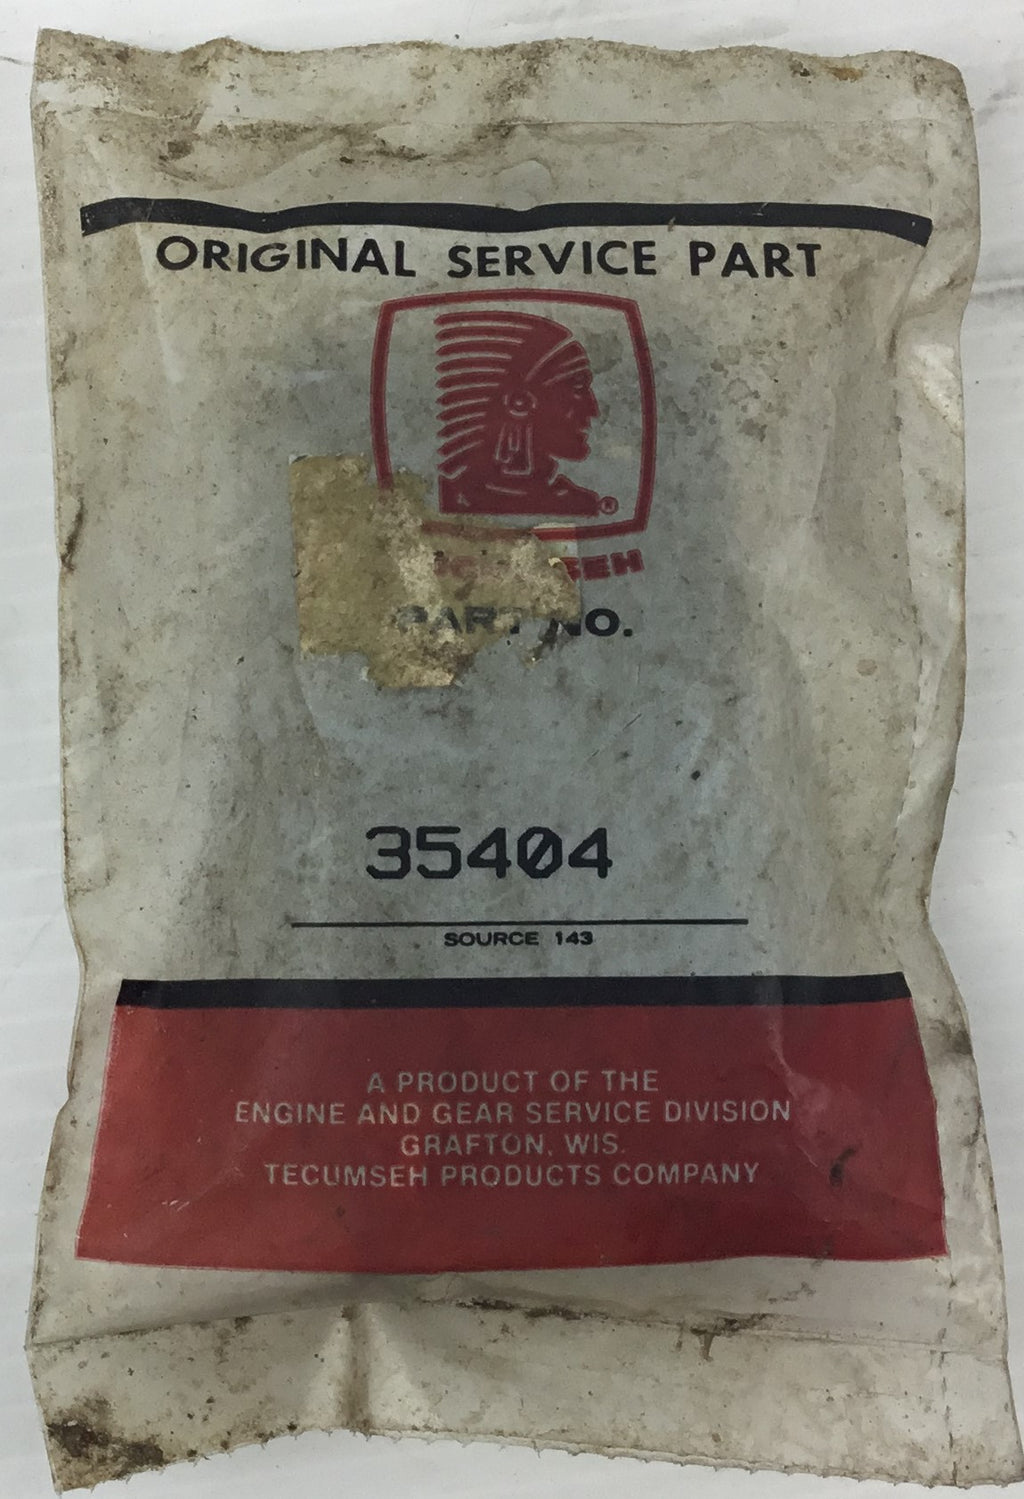 ORIGINAL SERVICE PART
PART NO.
35404
SOURCE 143
A PRODUCT OF THE
ENGINE AND GEAR SERVICE DIVISION
GRAFTON, WIS.
TECUMSEH PRODUCTS COMPANY